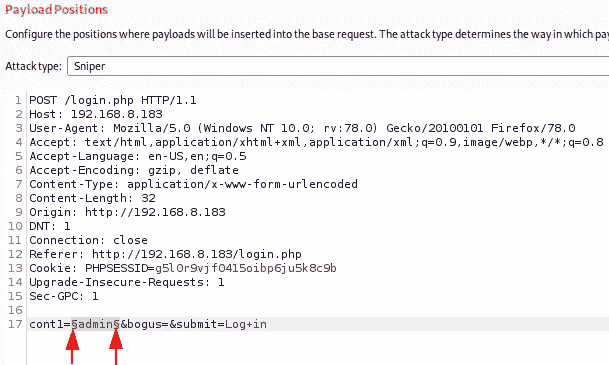 Payload Positions
Configure the positions where payloads will be inserted into the base request. The attack type determines the way in which pay
Attack type: Sniper
1 POST /login.php HTTP/1.1
2 Host: 192.168.8.183
3 User-Agent: Mozilla/5.0 (Windows NT 10.0; rv:78.0) Gecko/20100101 Firefox/78.0
4 Accept: text/html,application/xhtml+xml,application/xml;q=0.9,image/webp,*/*;q=0.8
5 Accept-Language: en-US,en;q=0.5
6 Accept-Encoding: gzip, deflate
7 Content-Type: application/x-www-form-urlencoded
8 Content-Length: 32
9 Origin: http://192.168.8.183
10 DNT: 1
11 Connection: close
12 Referer: http://192.168.8.183/login.php
13 Cookie: PHPSESSID=g5l0r9vjf0415oibp6ju5k8c9b
14 Upgrade-Insecure-Requests: 1
15 Sec-GPC: 1
16
17 cont1=§admin§&bogus=&submit=Log+in